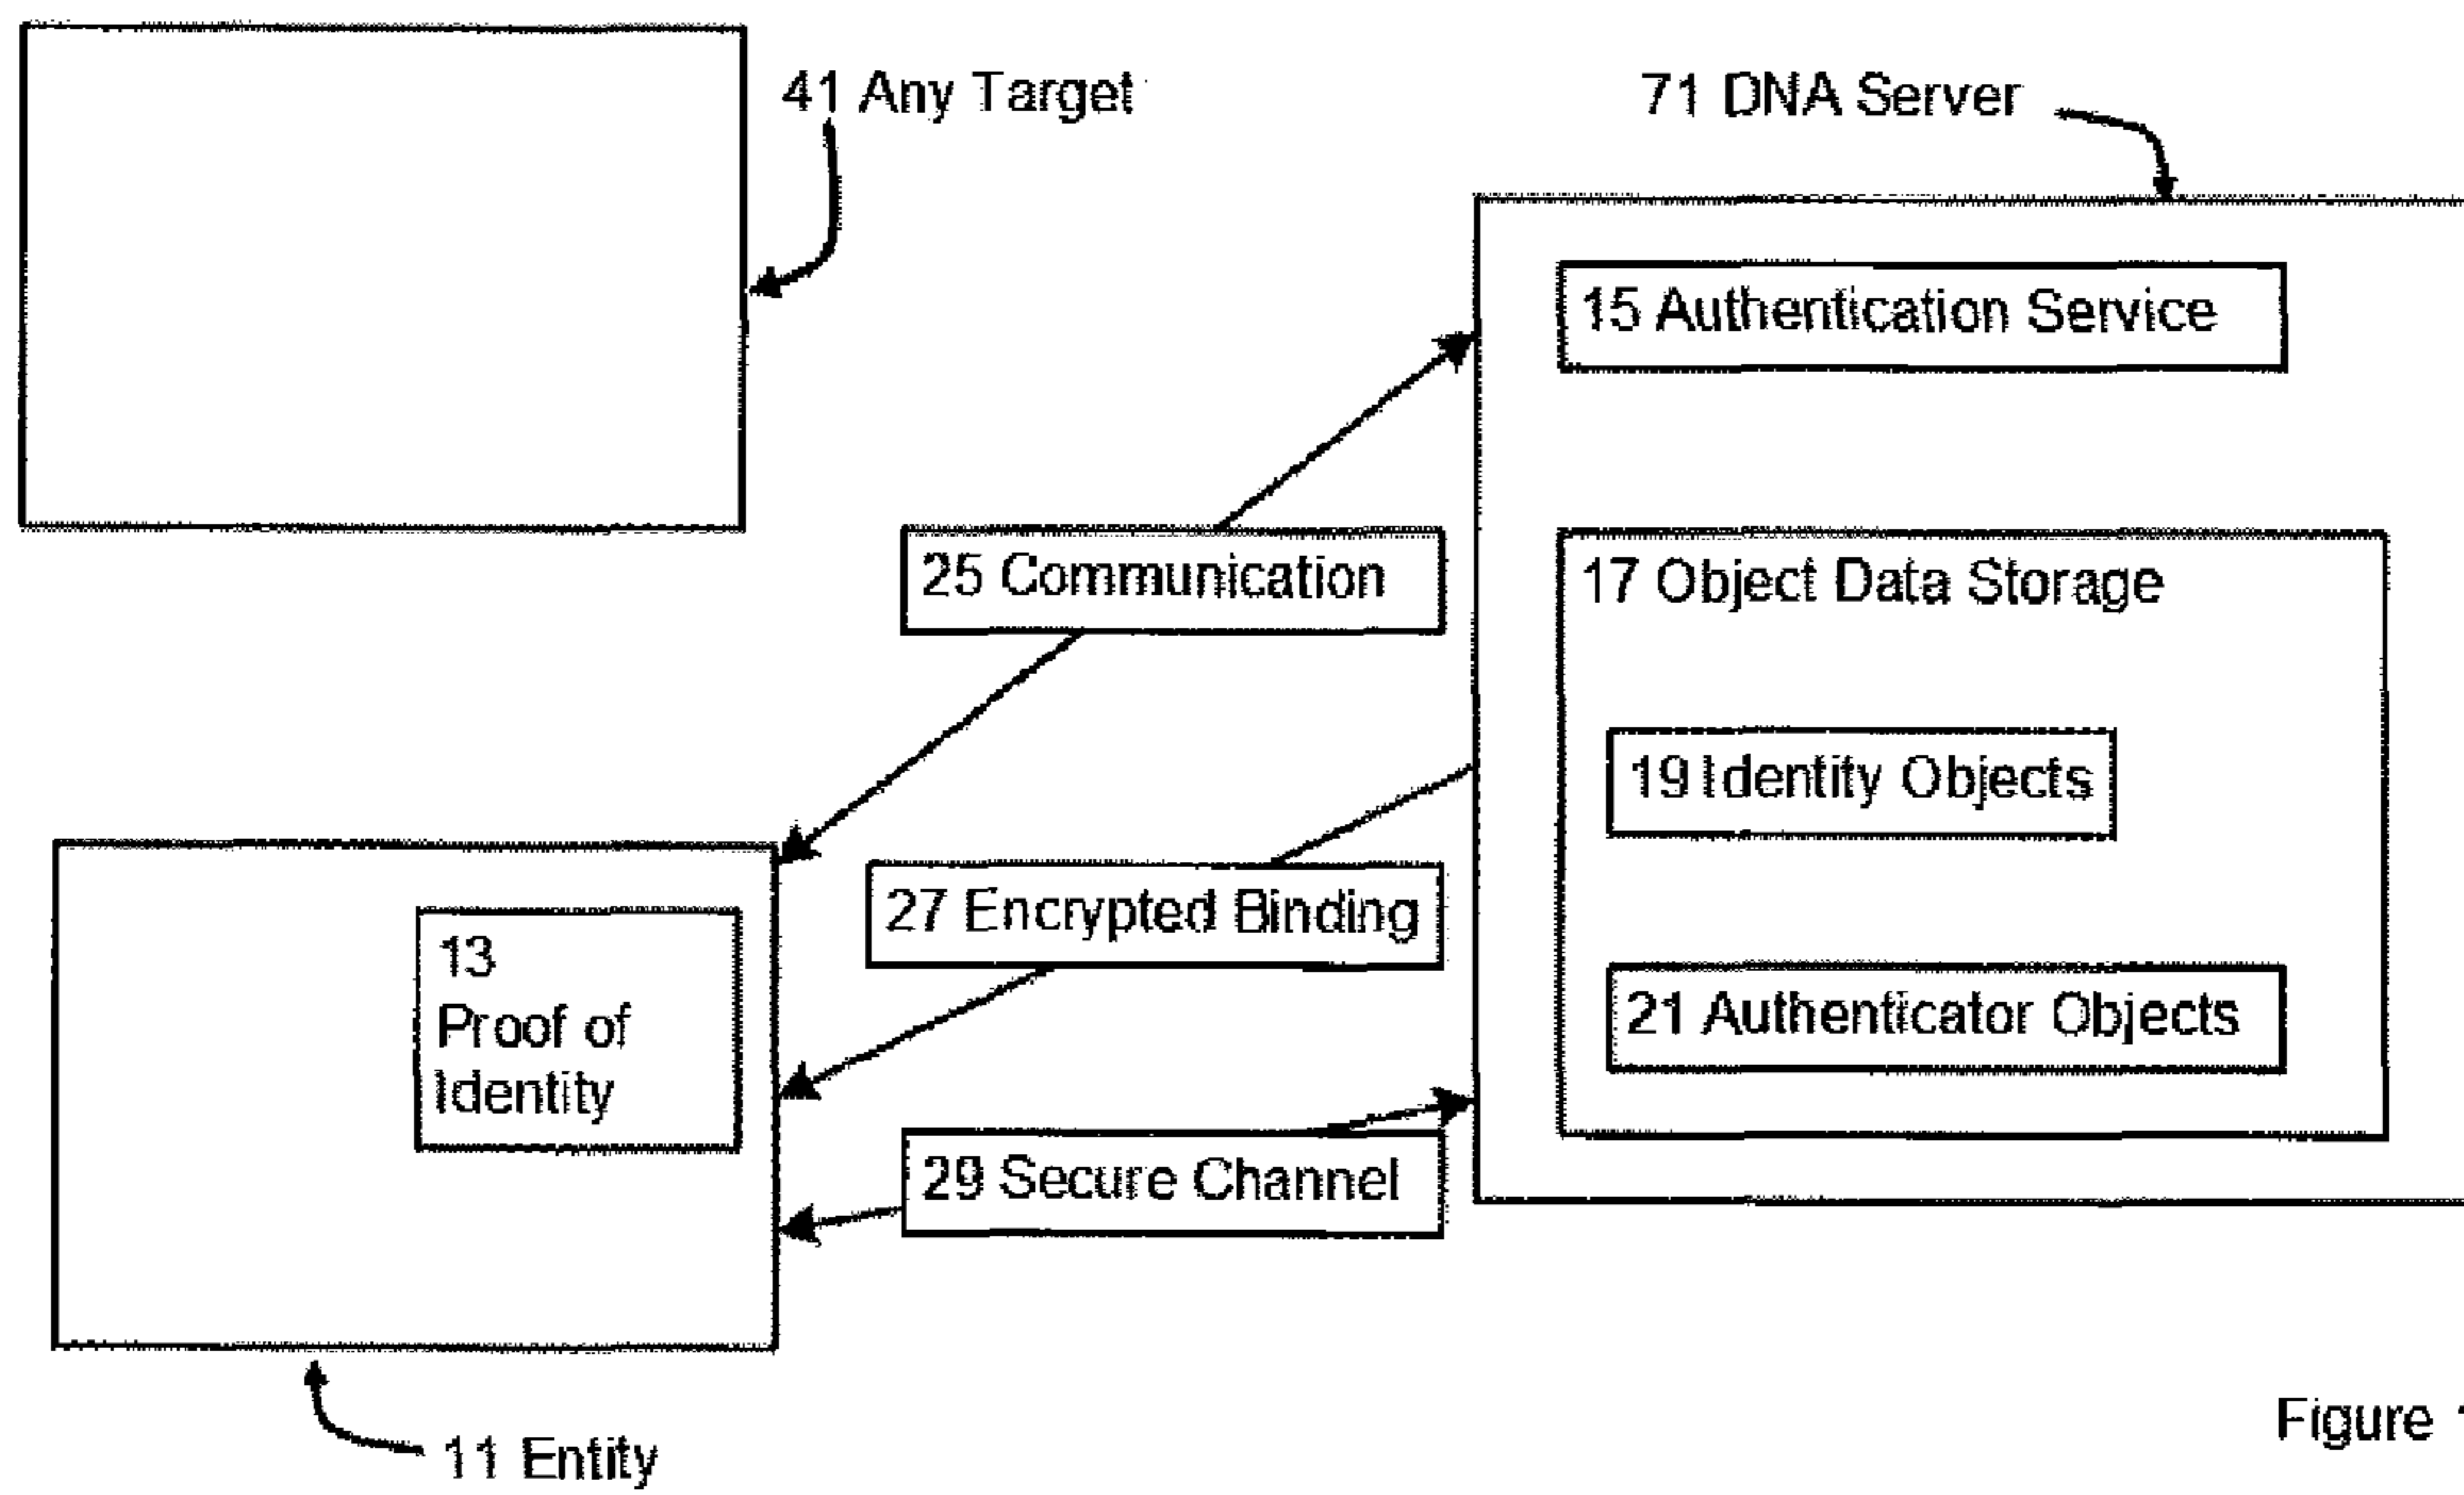 41 Any Target
71 DNA Server
15 Authentication Service
25 Communication
17 Object Data Storage
19 Identity Objects
27 Encrypted Binding
13
Proof of
Identity
21 Authenticator Objects
29 Secure Channel
11 Entity
Figure